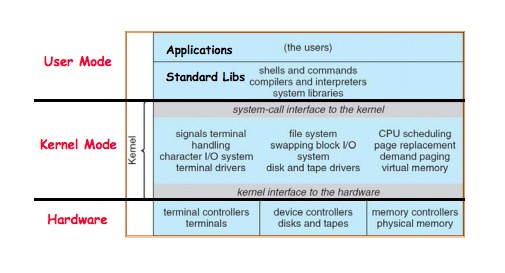 User Mode
Applications
(the users)
Standard Libs
shells and commands
compilers and interpreters
system libraries
Kernel Mode
Kernel
system-call interface to the kernel
signals terminal
handling
character I/O system
terminal drivers
file system
swapping block I/O
system
disk and tape drivers
CPU scheduling
page replacement
demand paging
virtual memory
kernel interface to the hardware
Hardware
terminal controllers
terminals
device controllers
disks and tapes
memory controllers
physical memory